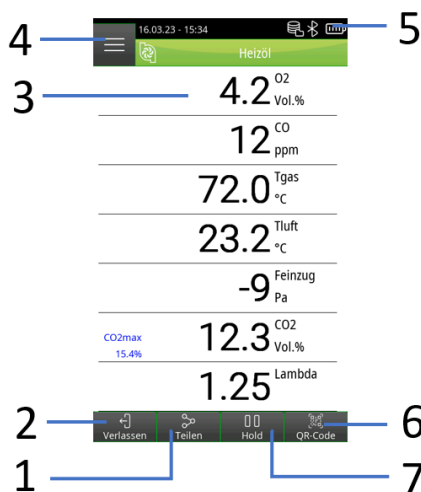 4
16.03.23 - 15:34
5
Heizöl
3
4.2 O2 Vol.%
12 CO ppm
72.0 Tgas °C
23.2 Tluft °C
-9 Feinzug Pa
CO2max 15.4% 12.3 CO2 Vol.%
1.25 Lambda
2
Verlassen Teilen Hold QR-Code
6
1
7